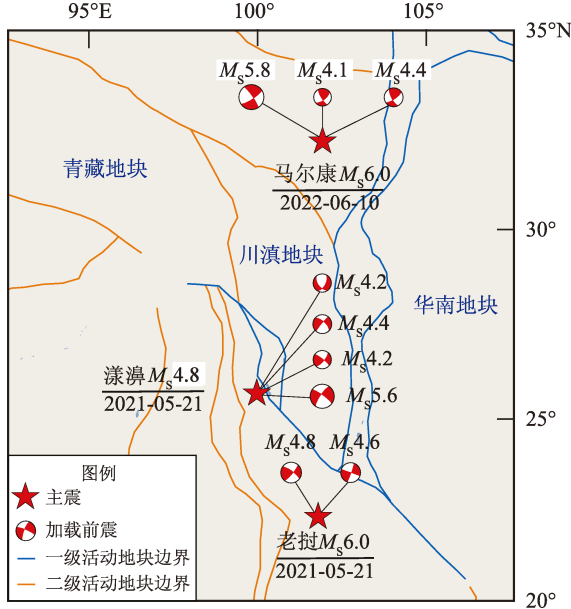 95°E 100° 105° 35°N
Ms5.8 Ms4.1 Ms4.4
青藏地块
马尔康Ms6.0
2022-06-10
30°
川滇地块
Ms4.2
华南地块
Ms4.4
Ms4.2
漾濞Ms4.8
2021-05-21
Ms5.6
25°
Ms4.8 Ms4.6
图例
主震
加载前震
老挝Ms6.0
2021-05-21
一级活动地块边界
二级活动地块边界
20°